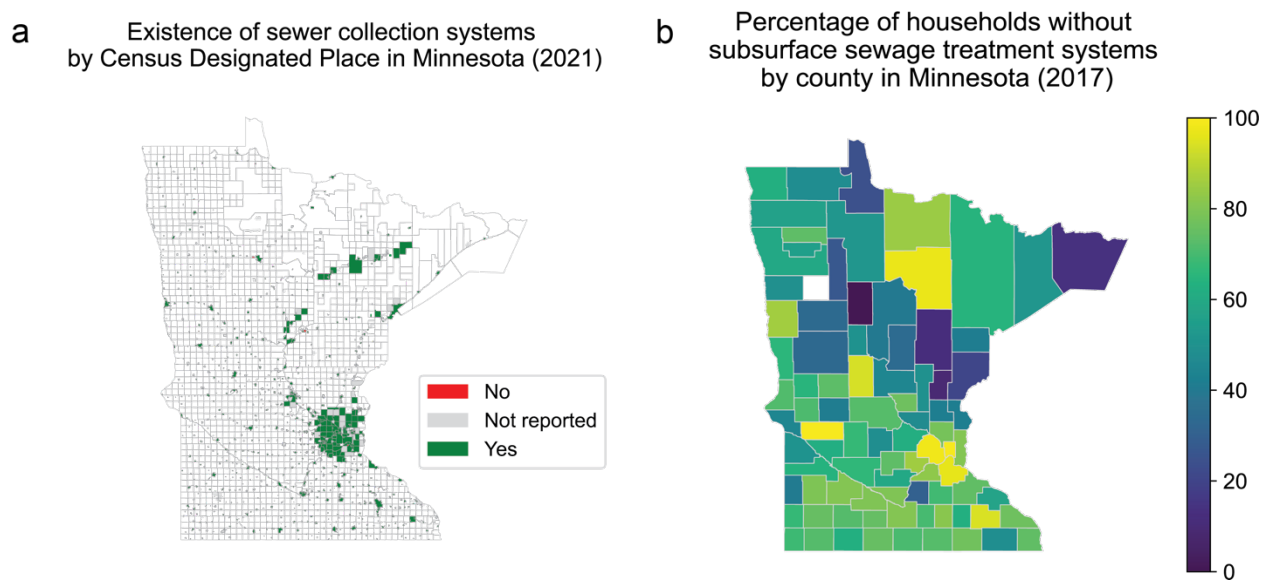 a
Existence of sewer collection systems
by Census Designated Place in Minnesota (2021)
No
Not reported
Yes
b
Percentage of households without
subsurface sewage treatment systems
by county in Minnesota (2017)
100
80
60
40
20
0